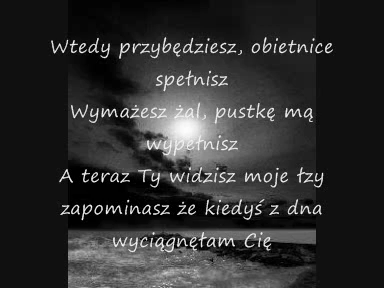 Wtedy przybędziesz, obietnice
spełnisz
Wymażesz żal, pustkę mą
wypełnisz
A teraz Ty widzisz moje łzy
zapominasz że kiedyś z dna
wyciągnęłam Cię